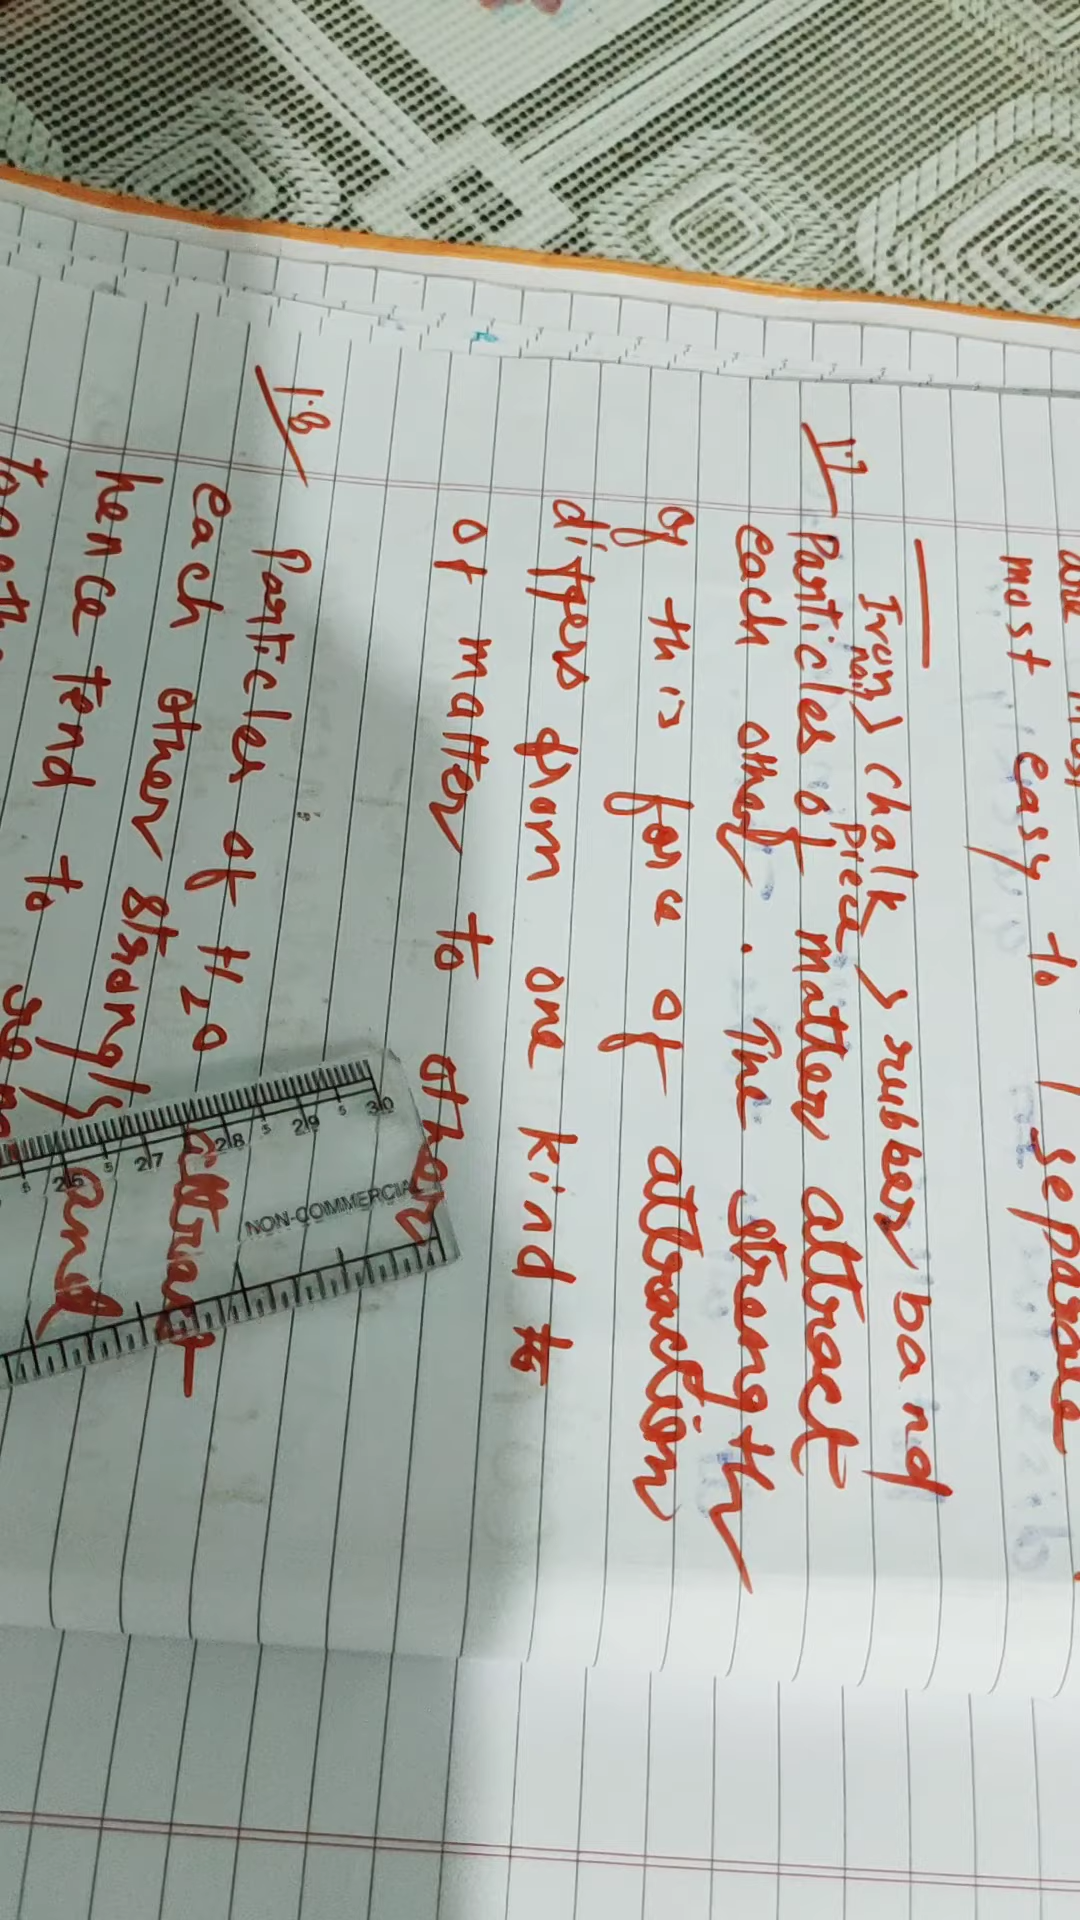 most easy to separate
Iron nail > chalk piece > rubber band
1.7 Particles of matter attract
each other. The strength
of this force of attraction
differs from one kind to
of matter to other
1.8
Particles of H2O attract
each other strongly and
hence tend to
26 27 28 29 30
NON-COMMERCIAL